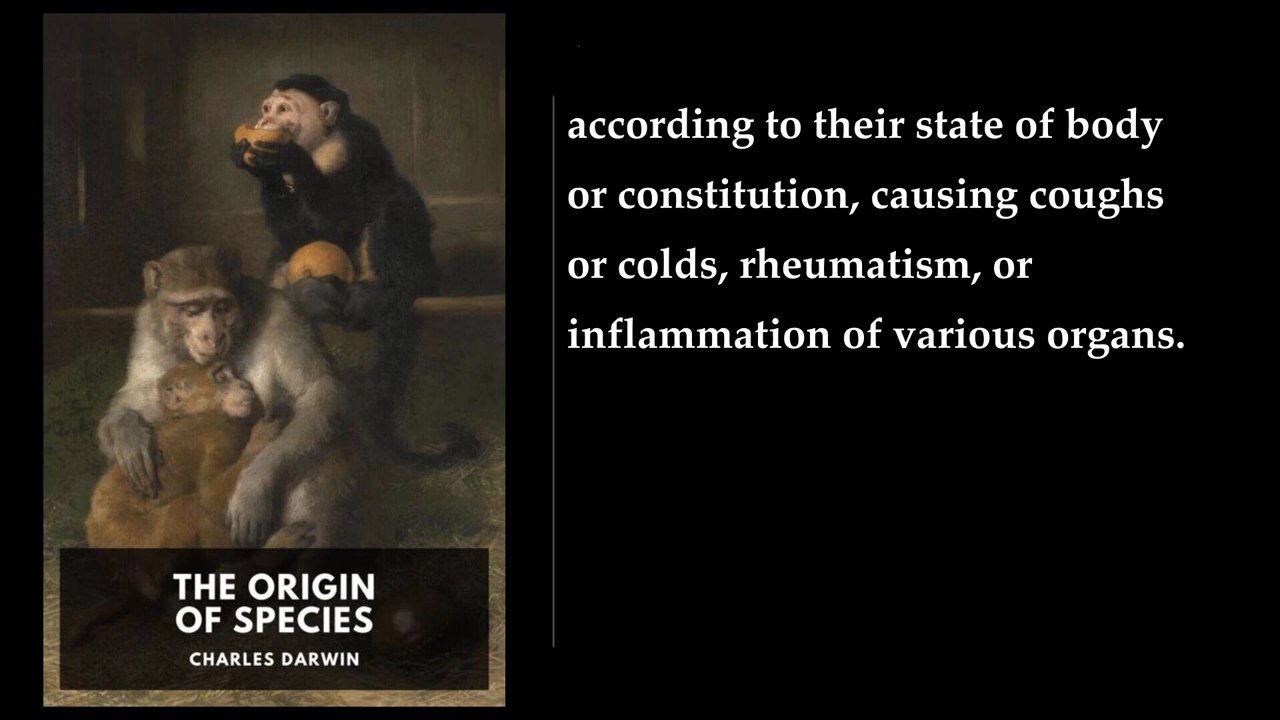 according to their state of body
or constitution, causing coughs
or colds, rheumatism, or
inflammation of various organs.
THE ORIGIN
OF SPECIES
CHARLES DARWIN